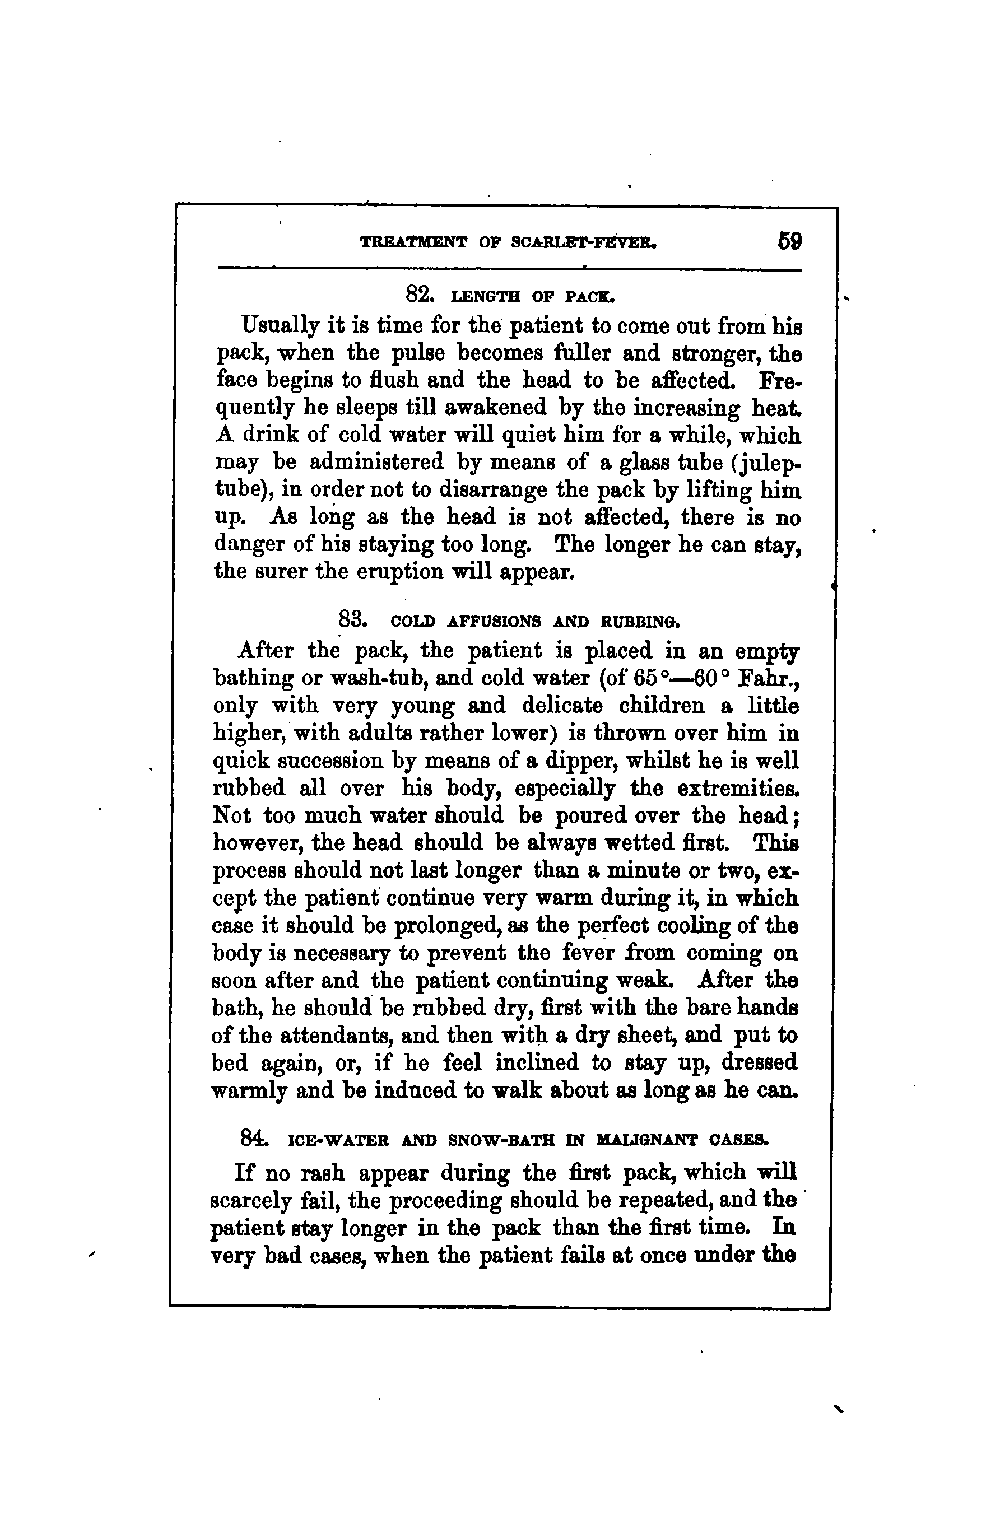 TREATMENT OF SCARLET-FEVER. 59
82. LENGTH OF PACK.
Usually it is time for the patient to come out from his
pack, when the pulse becomes fuller and stronger, the
face begins to flush and the head to be affected. Fre-
quently he sleeps till awakened by the increasing heat.
A drink of cold water will quiet him for a while, which
may be administered by means of a glass tube (julep-
tube), in order not to disarrange the pack by lifting him
up. As long as the head is not affected, there is no
danger of his staying too long. The longer he can stay,
the surer the eruption will appear.
83. COLD AFFUSIONS AND RUBBING.
After the pack, the patient is placed in an empty
bathing or wash-tub, and cold water (of 65°—60° Fahr.,
only with very young and delicate children a little
higher, with adults rather lower) is thrown over him in
quick succession by means of a dipper, whilst he is well
rubbed all over his body, especially the extremities.
Not too much water should be poured over the head;
however, the head should be always wetted first. This
process should not last longer than a minute or two, ex-
cept the patient continue very warm during it, in which
case it should be prolonged, as the perfect cooling of the
body is necessary to prevent the fever from coming on
soon after and the patient continuing weak. After the
bath, he should be rubbed dry, first with the bare hands
of the attendants, and then with a dry sheet, and put to
bed again, or, if he feel inclined to stay up, dressed
warmly and be induced to walk about as long as he can.
84. ICE-WATER AND SNOW-BATH IN MALIGNANT CASES.
If no rash appear during the first pack, which will
scarcely fail, the proceeding should be repeated, and the
patient stay longer in the pack than the first time. In
very bad cases, when the patient fails at once under the